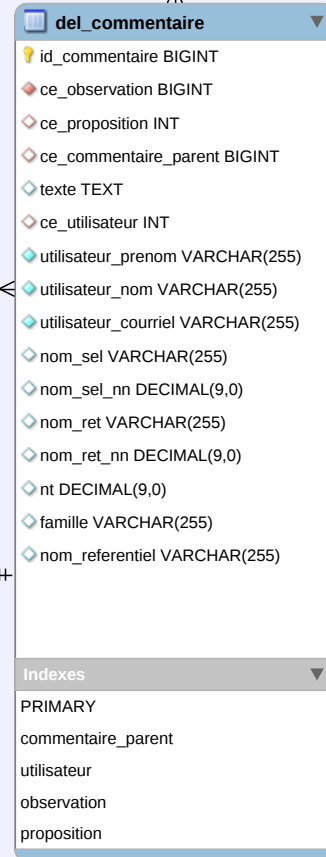 del_commentaire
id_commentaire BIGINT
ce_observation BIGINT
ce_proposition INT
ce_commentaire_parent BIGINT
texte TEXT
ce_utilisateur INT
utilisateur_prenom VARCHAR(255)
utilisateur_nom VARCHAR(255)
utilisateur_courriel VARCHAR(255)
nom_sel VARCHAR(255)
nom_sel_nn DECIMAL(9,0)
nom_ret VARCHAR(255)
nom_ret_nn DECIMAL(9,0)
nt DECIMAL(9,0)
famille VARCHAR(255)
nom_referentiel VARCHAR(255)
Indexes
PRIMARY
commentaire_parent
utilisateur
observation
proposition